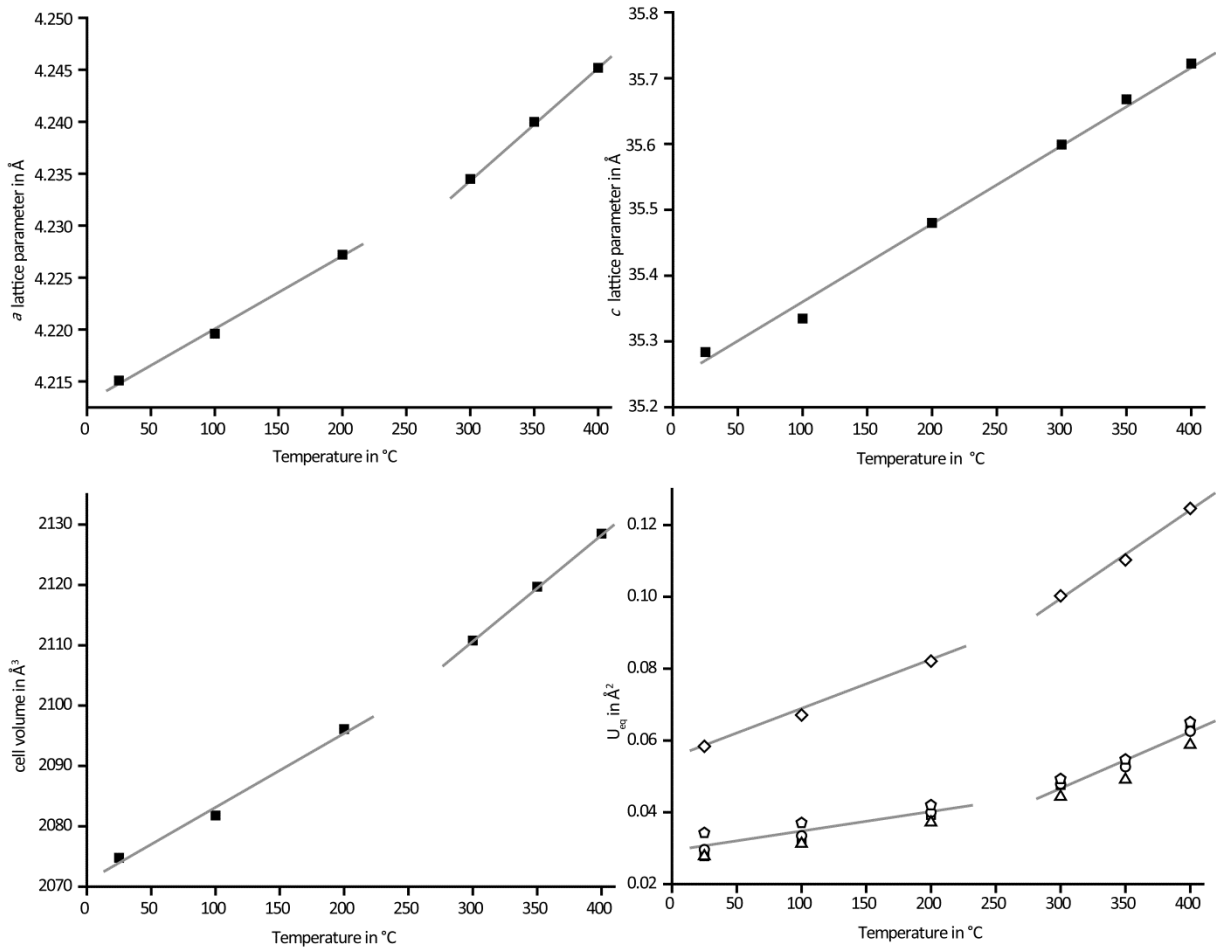 4.250
4.245
4.240
4.235
4.230
4.225
4.220
4.215
a lattice parameter in Å
0 50 100 150 200 250 300 350 400
Temperature in °C
35.8
35.7
35.6
35.5
35.4
35.3
35.2
c lattice parameter in Å
0 50 100 150 200 250 300 350 400
Temperature in °C
2130
2120
2110
2100
2090
2080
2070
cell volume in Å³
0 50 100 150 200 250 300 350 400
Temperature in °C
0.12
0.10
0.08
0.06
0.04
0.02
Ueq in Å²
0 50 100 150 200 250 300 350 400
Temperature in °C